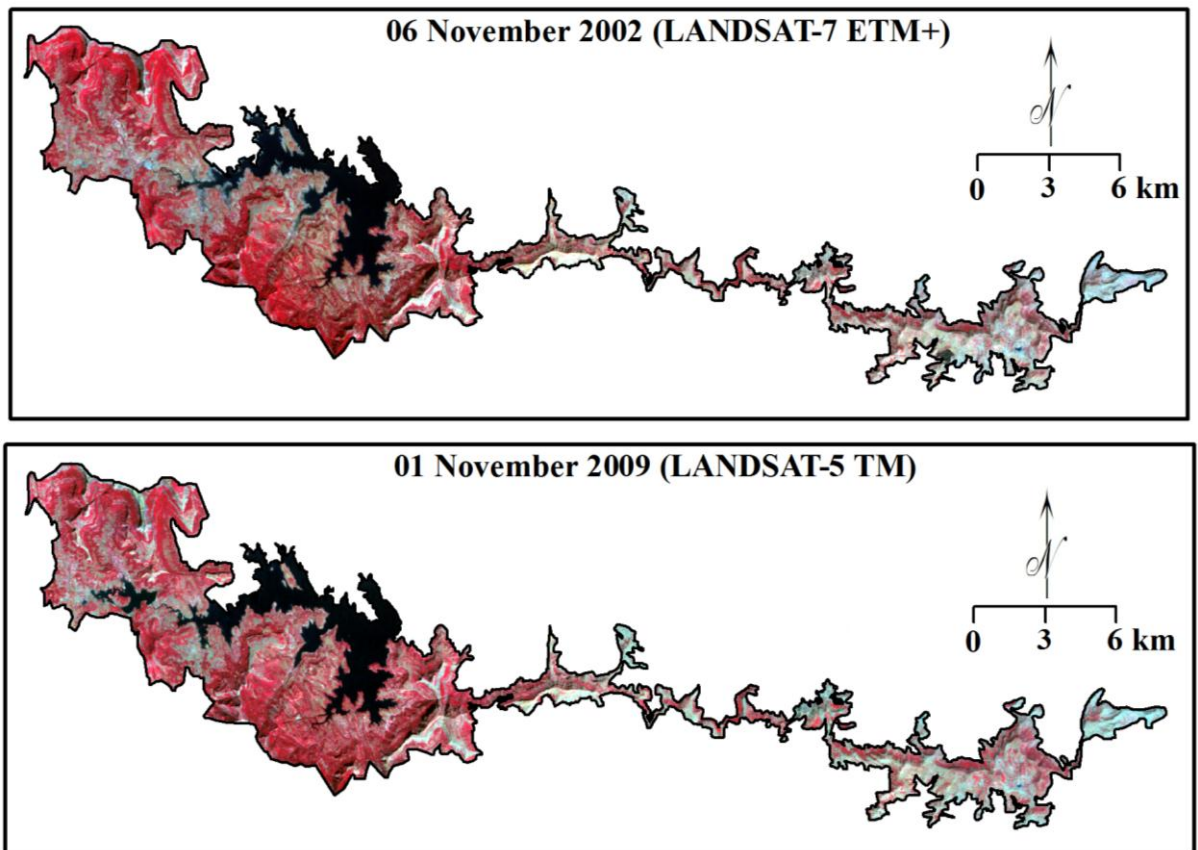 06 November 2002 (LANDSAT-7 ETM+)
N
0 3 6 km
01 November 2009 (LANDSAT-5 TM)
N
0 3 6 km